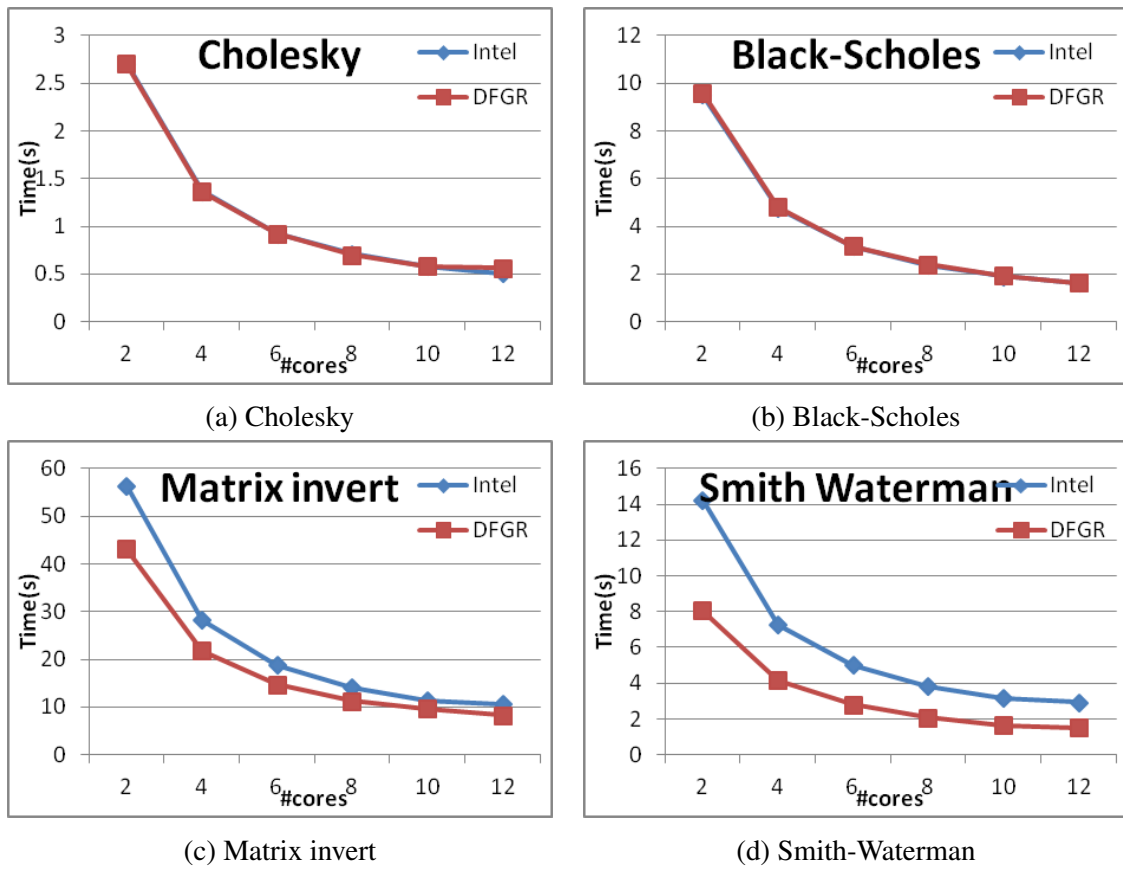 Cholesky
Intel
DFGR
Time(s)
3
2.5
2
1.5
1
0.5
0
2 4 6 8 10 12
#cores
(a) Cholesky
Black-Scholes
Intel
DFGR
Time(s)
12
10
8
6
4
2
0
2 4 6 8 10 12
#cores
(b) Black-Scholes
Matrix invert
Intel
DFGR
Time(s)
60
50
40
30
20
10
0
2 4 6 8 10 12
#cores
(c) Matrix invert
Smith Waterman
Intel
DFGR
Time(s)
16
14
12
10
8
6
4
2
0
2 4 6 8 10 12
#cores
(d) Smith-Waterman